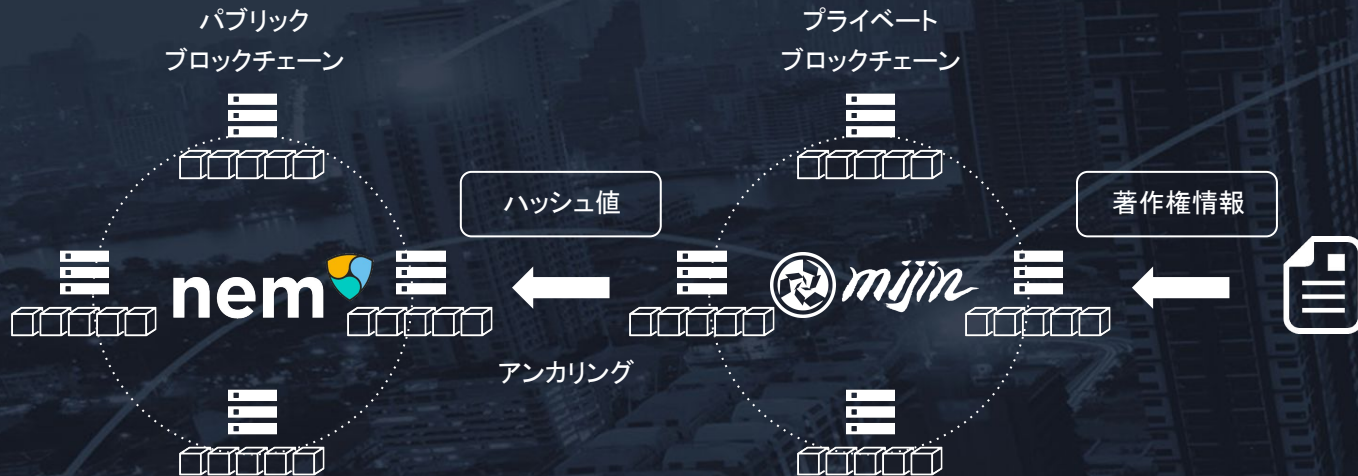 パブリック
ブロックチェーン
プライベート
ブロックチェーン
ハッシュ値
著作権情報
nem
mijin
アンカリング